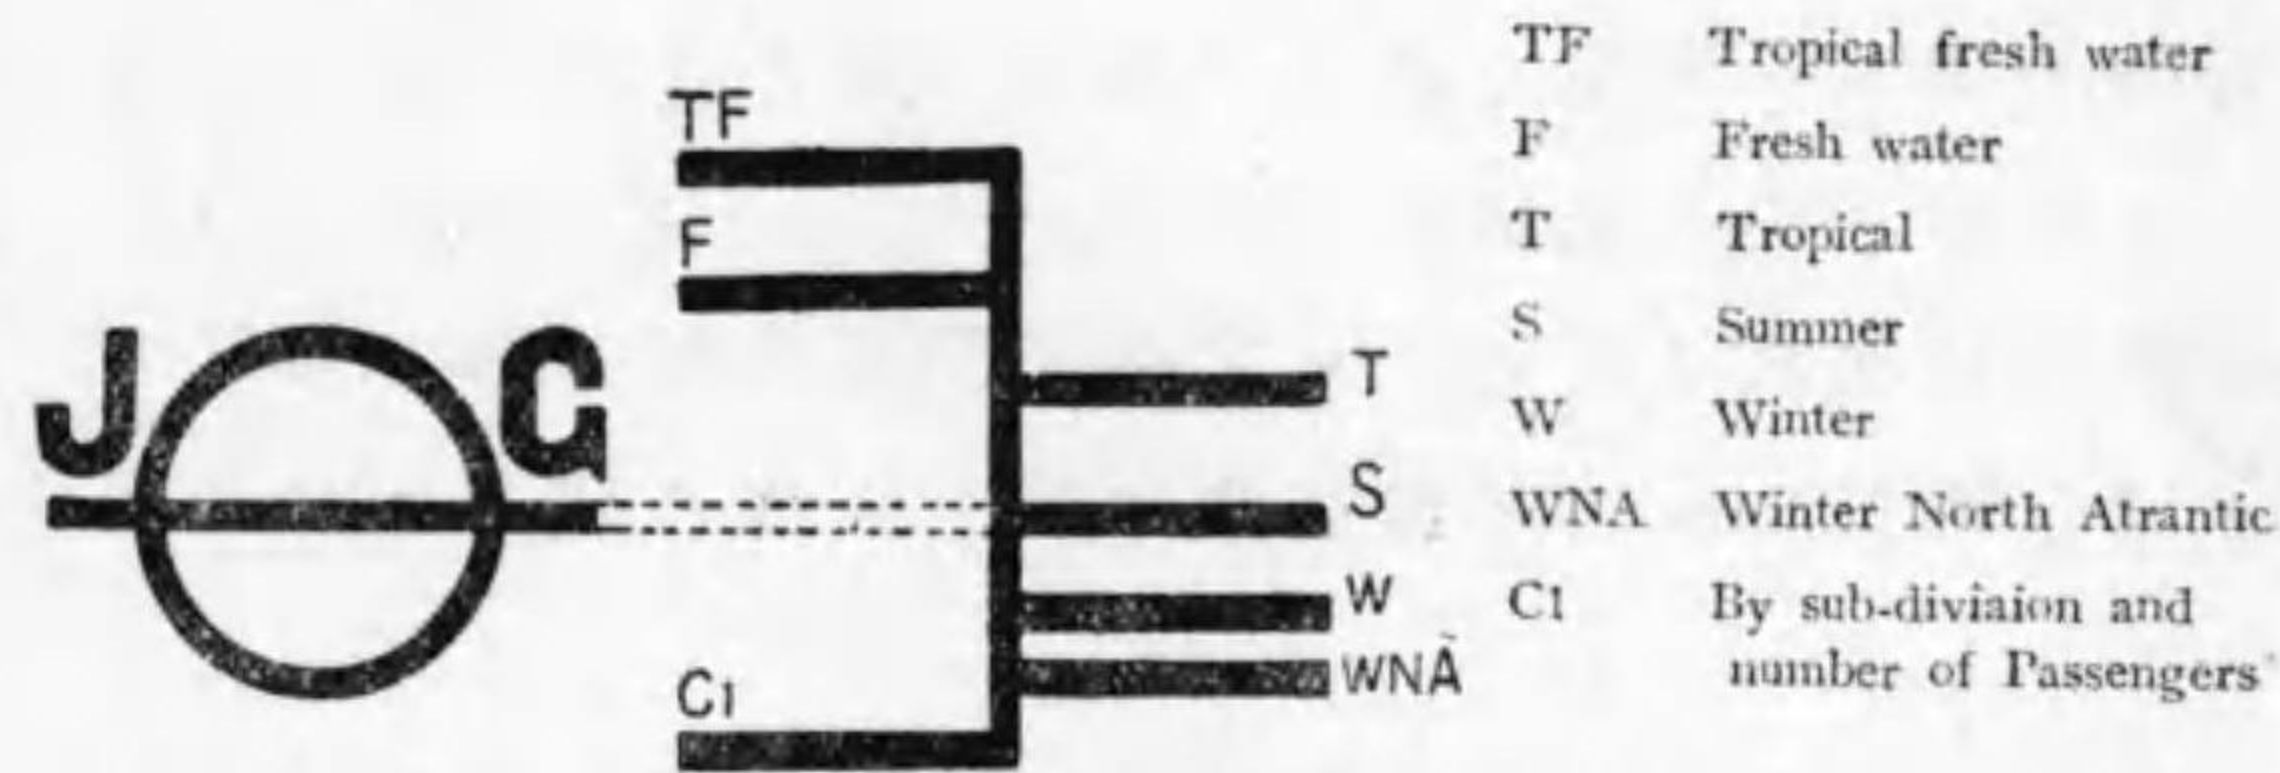 TF
F
J G
T
S
W
WNA
C1
TF Tropical fresh water
F Fresh water
T Tropical
S Summer
W Winter
WNA Winter North Atrantic
C1 By sub-diviaion and
number of Passengers